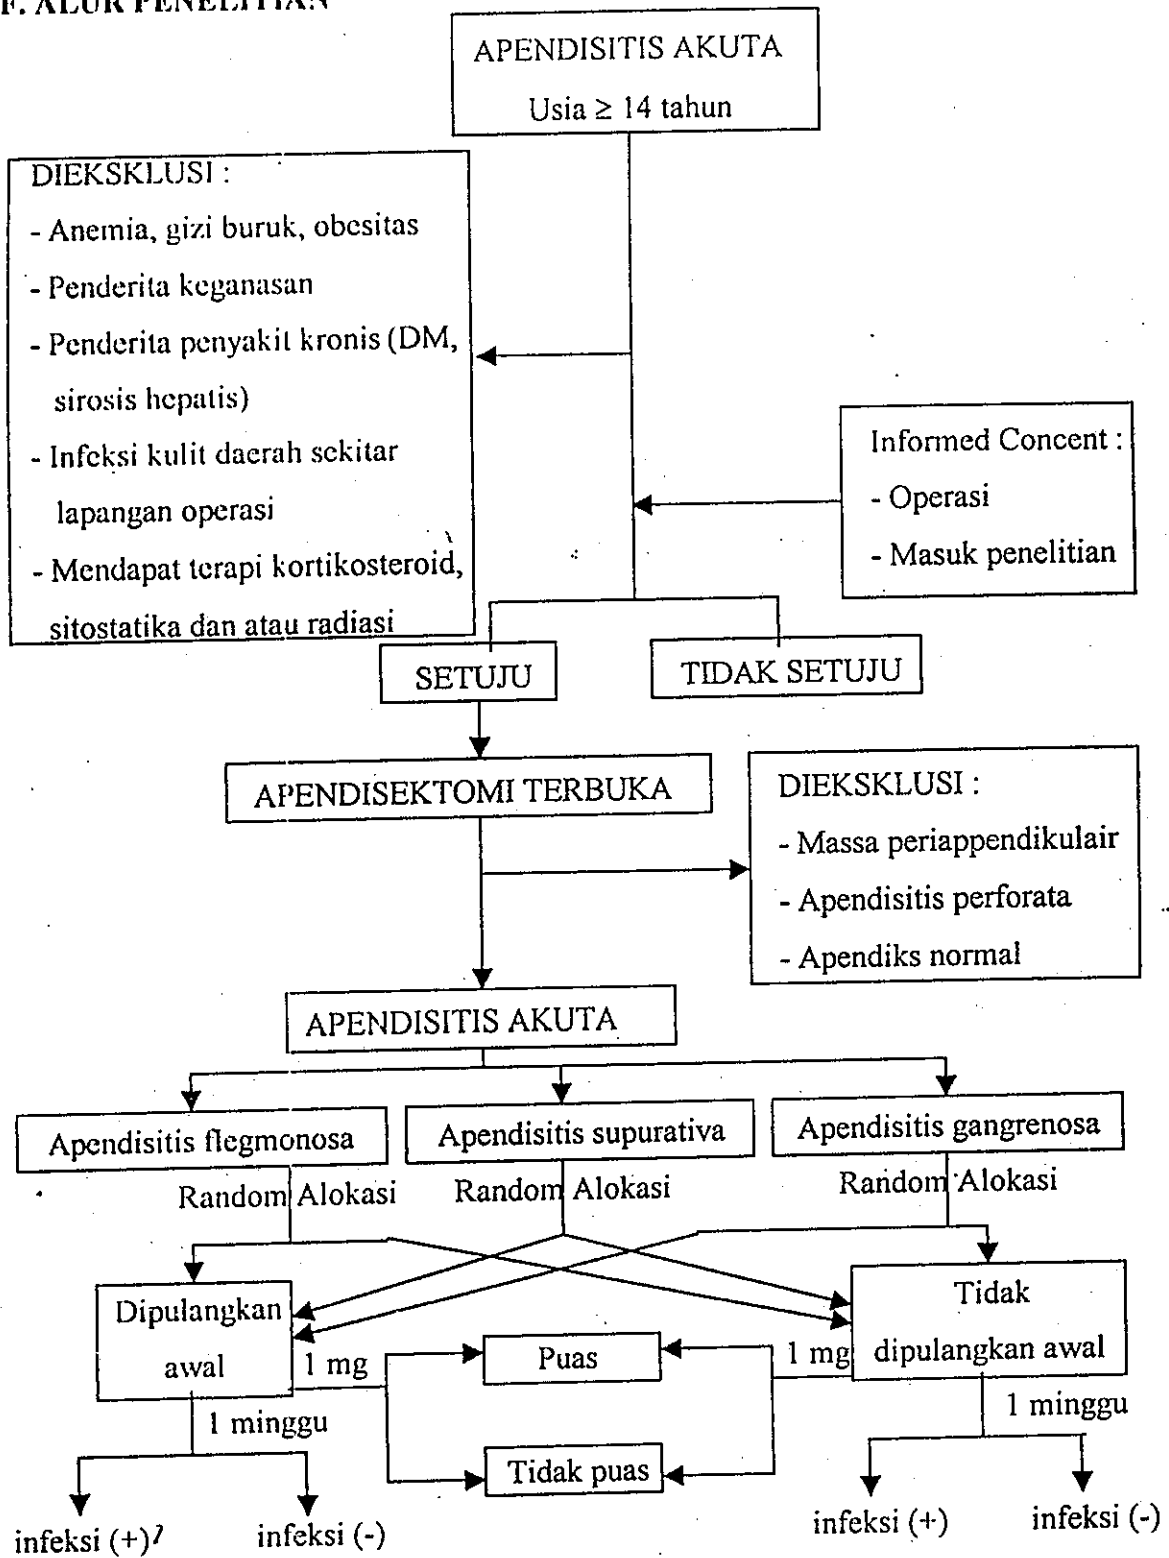 F. ALUR PENELITIAN
APENDISITIS AKUTA
Usia ≥ 14 tahun
DIEKSKLUSI :
- Anemia, gizi buruk, obesitas
- Penderita keganasan
- Penderita penyakit kronis (DM,
sirosis hepatis)
- Infeksi kulit daerah sekitar
lapangan operasi
- Mendapat terapi kortikosteroid,
sitostatika dan atau radiasi
Informed Concent :
- Operasi
- Masuk penelitian
SETUJU
TIDAK SETUJU
APENDISEKTOMI TERBUKA
DIEKSKLUSI :
- Massa periappendikulair
- Apendisitis perforata
- Apendiks normal
APENDISITIS AKUTA
Apendisitis flegmonosa
Apendisitis supurativa
Apendisitis gangrenosa
Random Alokasi
Random Alokasi
Random Alokasi
Dipulangkan
awal
Tidak
dipulangkan awal
1 mg
Puas
1 mg
1 minggu
Tidak puas
1 minggu
infeksi (+)
infeksi (-)
infeksi (+)
infeksi (-)